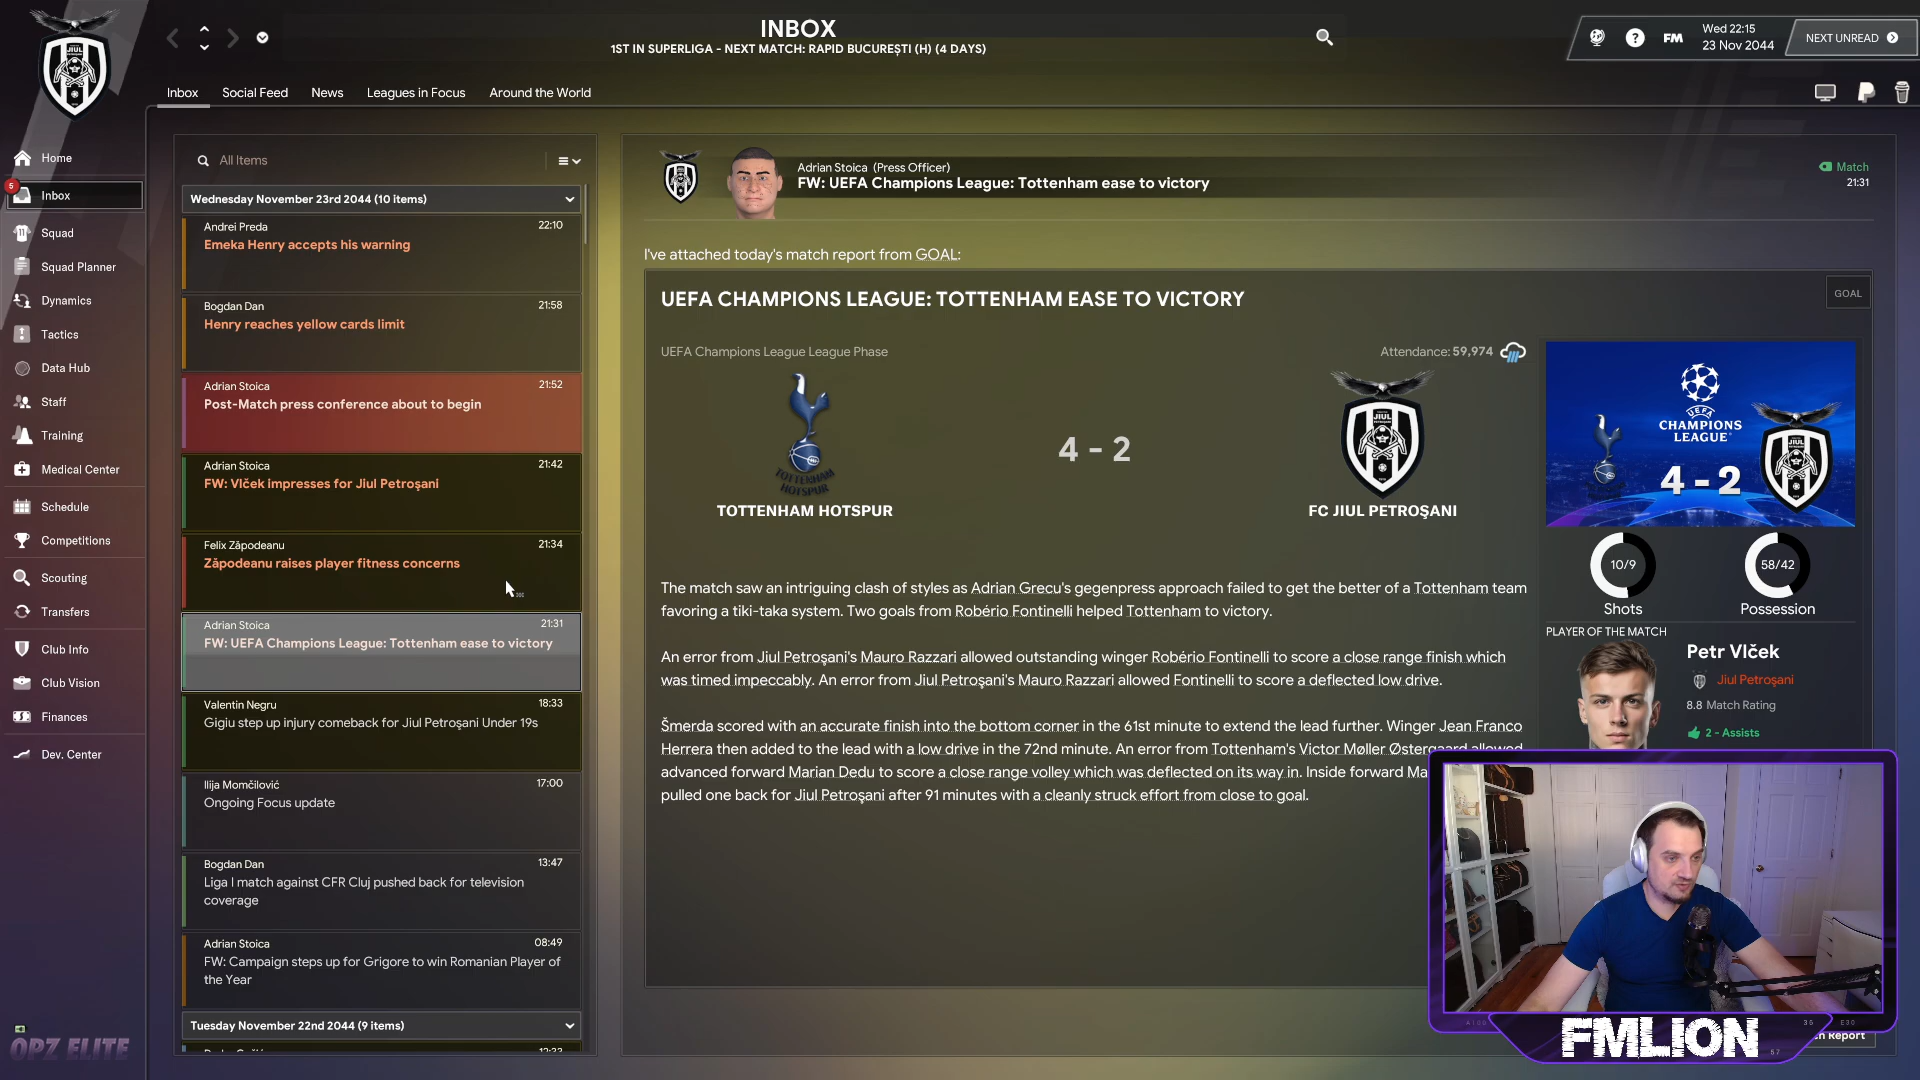 INBOX
1ST IN SUPERLIGA - NEXT MATCH: RAPID BUCUREȘTI (H) (4 DAYS)
FM
Wed 22:15
23 Nov 2044
NEXT UNREAD
Inbox
Social Feed
News
Leagues in Focus
Around the World
Home
5
Inbox
Squad
Squad Planner
Dynamics
Tactics
Data Hub
Staff
Training
Medical Center
Schedule
Competitions
Scouting
Transfers
Club Info
Club Vision
Finances
Dev. Center
OPZ ELITE
All Items
Wednesday November 23rd 2044 (10 items)
Andrei Preda 22:10
Emeka Henry accepts his warning
Bogdan Dan 21:58
Henry reaches yellow cards limit
Adrian Stoica 21:52
Post-Match press conference about to begin
Adrian Stoica 21:42
FW: Vlček impresses for Jiul Petroşani
Felix Zăpodeanu 21:34
Zăpodeanu raises player fitness concerns
Adrian Stoica 21:31
FW: UEFA Champions League: Tottenham ease to victory
Valentin Negru 18:33
Gigiu step up injury comeback for Jiul Petroşani Under 19s
Ilija Momčilović 17:00
Ongoing Focus update
Bogdan Dan 13:47
Liga I match against CFR Cluj pushed back for television
coverage
Adrian Stoica 08:49
FW: Campaign steps up for Grigore to win Romanian Player of
the Year
Tuesday November 22nd 2044 (9 items)
Adrian Stoica (Press Officer)
FW: UEFA Champions League: Tottenham ease to victory
Match
21:31
I've attached today's match report from GOAL:
UEFA CHAMPIONS LEAGUE: TOTTENHAM EASE TO VICTORY
GOAL
UEFA Champions League League Phase
Attendance: 59,974
JIUL
TOTTENHAM
HOTSPUR
4 - 2
TOTTENHAM HOTSPUR
FC JIUL PETROŞANI
UEFA
CHAMPIONS
LEAGUE
4 - 2
10/9
Shots
58/42
Possession
The match saw an intriguing clash of styles as Adrian Grecu's gegenpress approach failed to get the better of a Tottenham team
favoring a tiki-taka system. Two goals from Robério Fontinelli helped Tottenham to victory.
An error from Jiul Petroşani's Mauro Razzari allowed outstanding winger Robério Fontinelli to score a close range finish which
was timed impeccably. An error from Jiul Petroşani's Mauro Razzari allowed Fontinelli to score a deflected low drive.
Šmerda scored with an accurate finish into the bottom corner in the 61st minute to extend the lead further. Winger Jean Franco
Herrera then added to the lead with a low drive in the 72nd minute. An error from Tottenham's Victor Møller Østergaard allowed
advanced forward Marian Dedu to score a close range volley which was deflected on its way in. Inside forward Ma
pulled one back for Jiul Petroşani after 91 minutes with a cleanly struck effort from close to goal.
PLAYER OF THE MATCH
Petr Vlček
Jiul Petroşani
8.8 Match Rating
2 - Assists
FMLION
Report